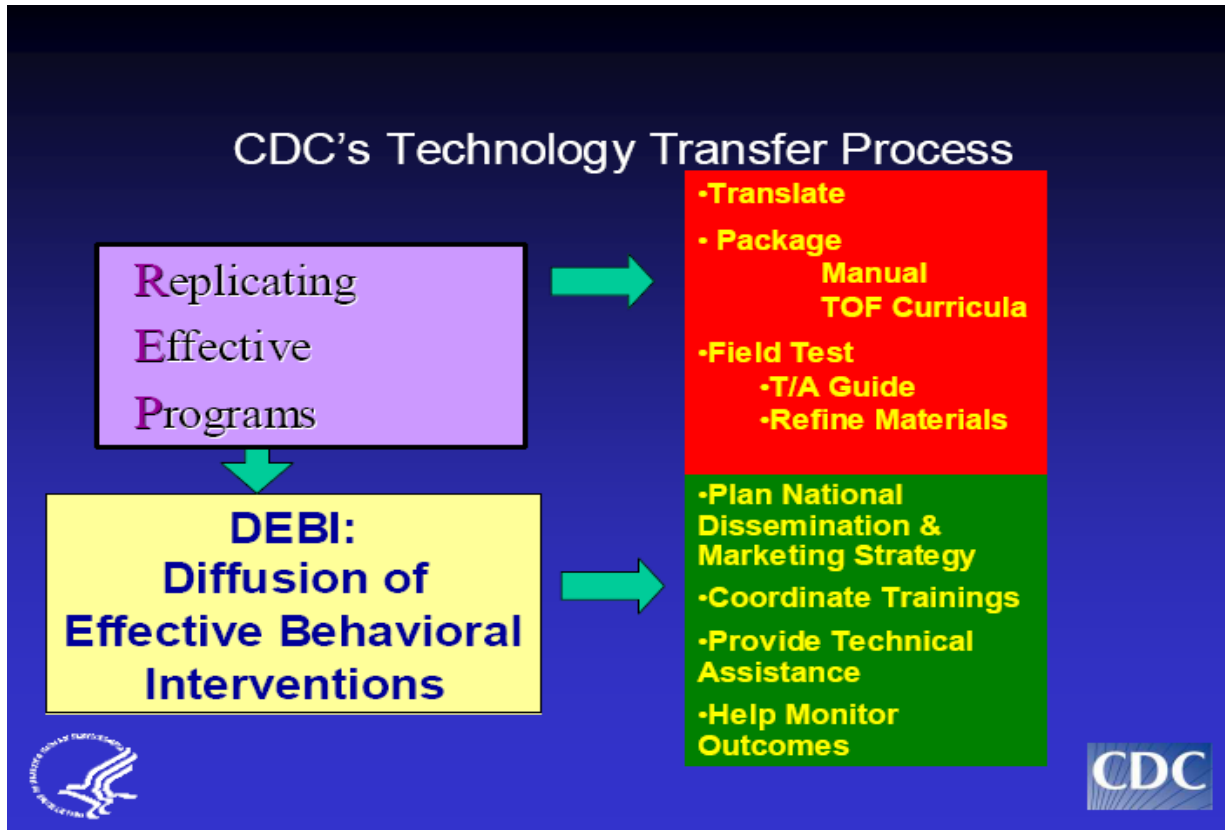 CDC's Technology Transfer Process
Replicating
Effective
Programs
•Translate
• Package
Manual
TOF Curricula
•Field Test
•T/A Guide
•Refine Materials
DEBI:
Diffusion of
Effective Behavioral
Interventions
•Plan National
Dissemination &
Marketing Strategy
•Coordinate Trainings
•Provide Technical
Assistance
•Help Monitor
Outcomes
CDC